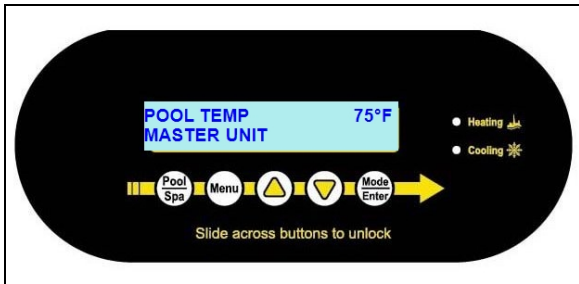 POOL TEMP 75°F
MASTER UNIT
Heating
Cooling
Pool
Spa
Menu
Mode
Enter
Slide across buttons to unlock